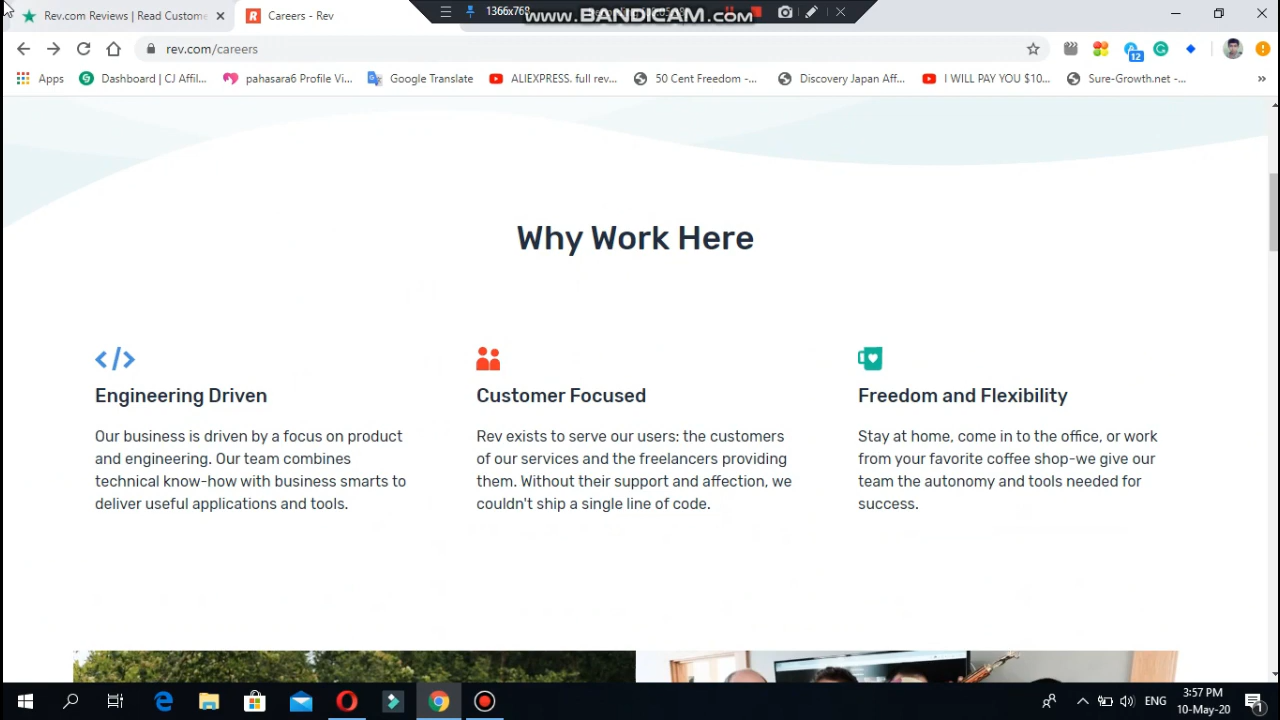 Rev.com Reviews | Read Custome
Careers - Rev
1366x768
www.BANDICAM.com
rev.com/careers
12
Apps
Dashboard | CJ Affil...
pahasara6 Profile Vi...
Google Translate
ALIEXPRESS. full rev...
50 Cent Freedom -...
Discovery Japan Aff...
I WILL PAY YOU $10...
Sure-Growth.net -...
»
Why Work Here
Engineering Driven
Our business is driven by a focus on product
and engineering. Our team combines
technical know-how with business smarts to
deliver useful applications and tools.
Customer Focused
Rev exists to serve our users: the customers
of our services and the freelancers providing
them. Without their support and affection, we
couldn't ship a single line of code.
Freedom and Flexibility
Stay at home, come in to the office, or work
from your favorite coffee shop-we give our
team the autonomy and tools needed for
success.
ENG
3:57 PM
10-May-20
1